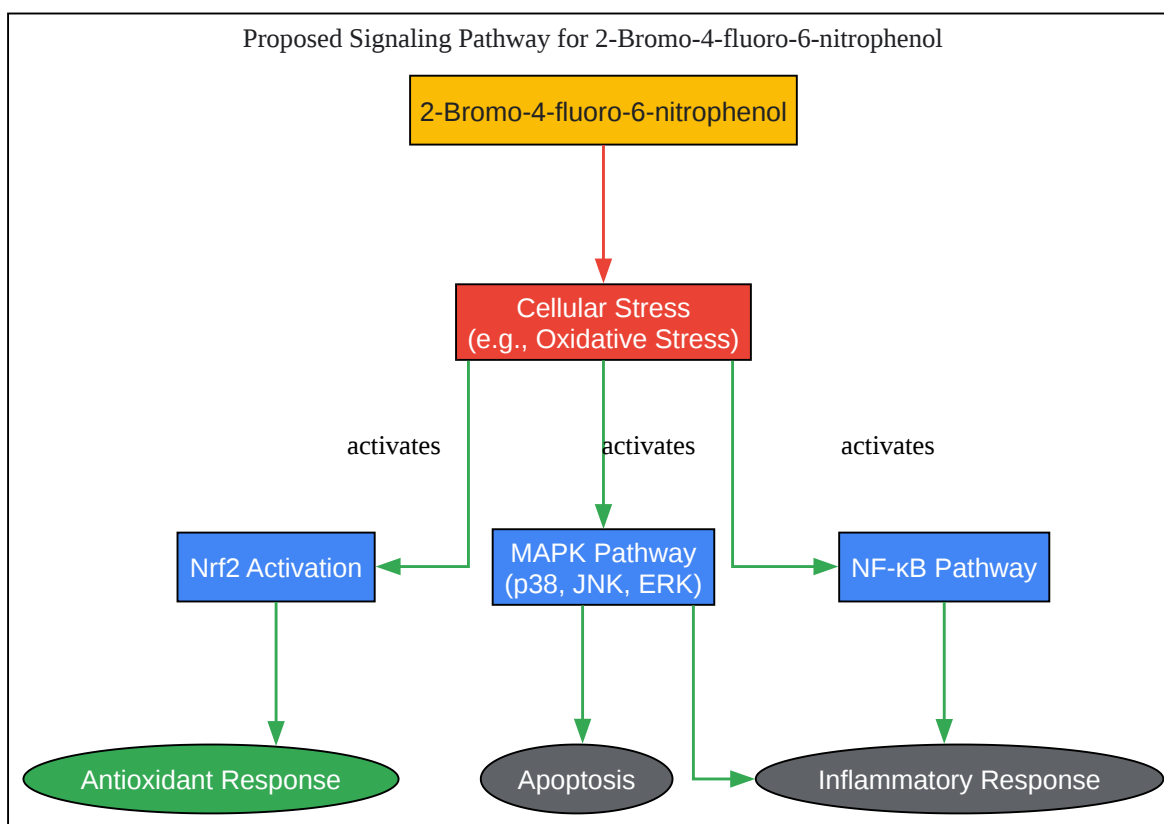 Proposed Signaling Pathway for 2-Bromo-4-fluoro-6-nitrophenol
2-Bromo-4-fluoro-6-nitrophenol
Cellular Stress
(e.g., Oxidative Stress)
activates
activates
activates
Nrf2 Activation
MAPK Pathway
(p38, JNK, ERK)
NF-κB Pathway
Antioxidant Response
Apoptosis
Inflammatory Response